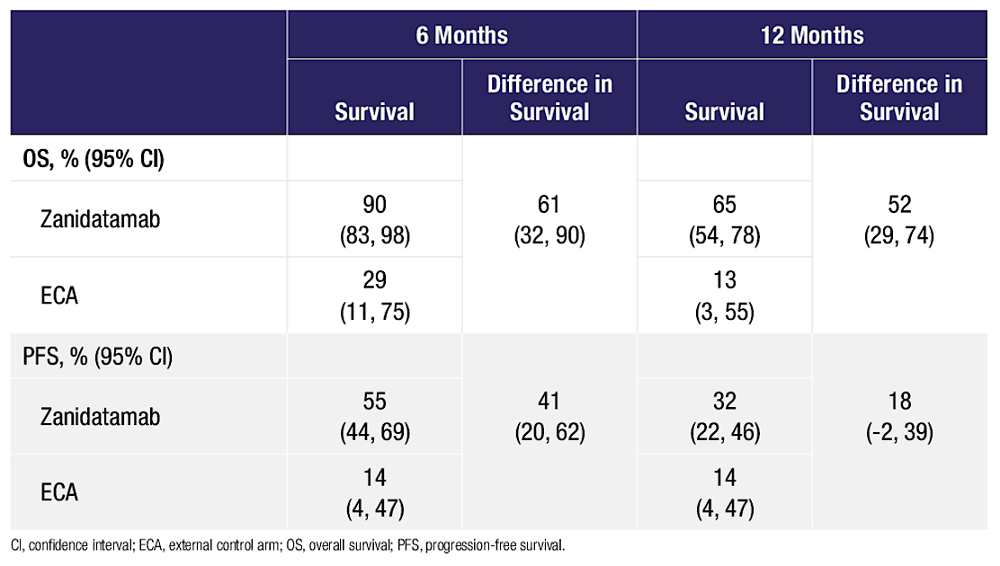 6 Months 12 Months
Survival Difference in Survival Survival Difference in Survival
OS, % (95% CI)
Zanidatamab 90 (83, 98) 61 (32, 90) 65 (54, 78) 52 (29, 74)
ECA 29 (11, 75) 13 (3, 55)
PFS, % (95% CI)
Zanidatamab 55 (44, 69) 41 (20, 62) 32 (22, 46) 18 (-2, 39)
ECA 14 (4, 47) 14 (4, 47)
CI, confidence interval; ECA, external control arm; OS, overall survival; PFS, progression-free survival.